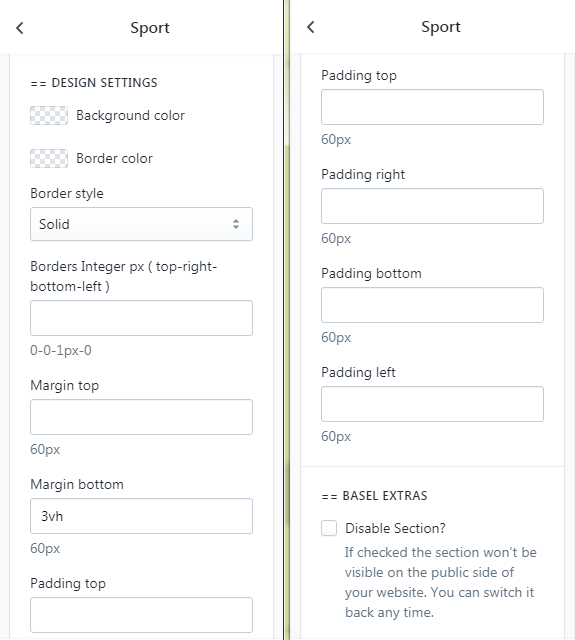 Sport
== DESIGN SETTINGS
Background color
Border color
Border style
Solid
Borders Integer px ( top-right-
bottom-left )
0-0-1px-0
Margin top
60px
Margin bottom
3vh
60px
Padding top
Sport
Padding top
60px
Padding right
60px
Padding bottom
60px
Padding left
60px
== BASEL EXTRAS
Disable Section?
If checked the section won't be
visible on the public side of
your website. You can switch it
back any time.